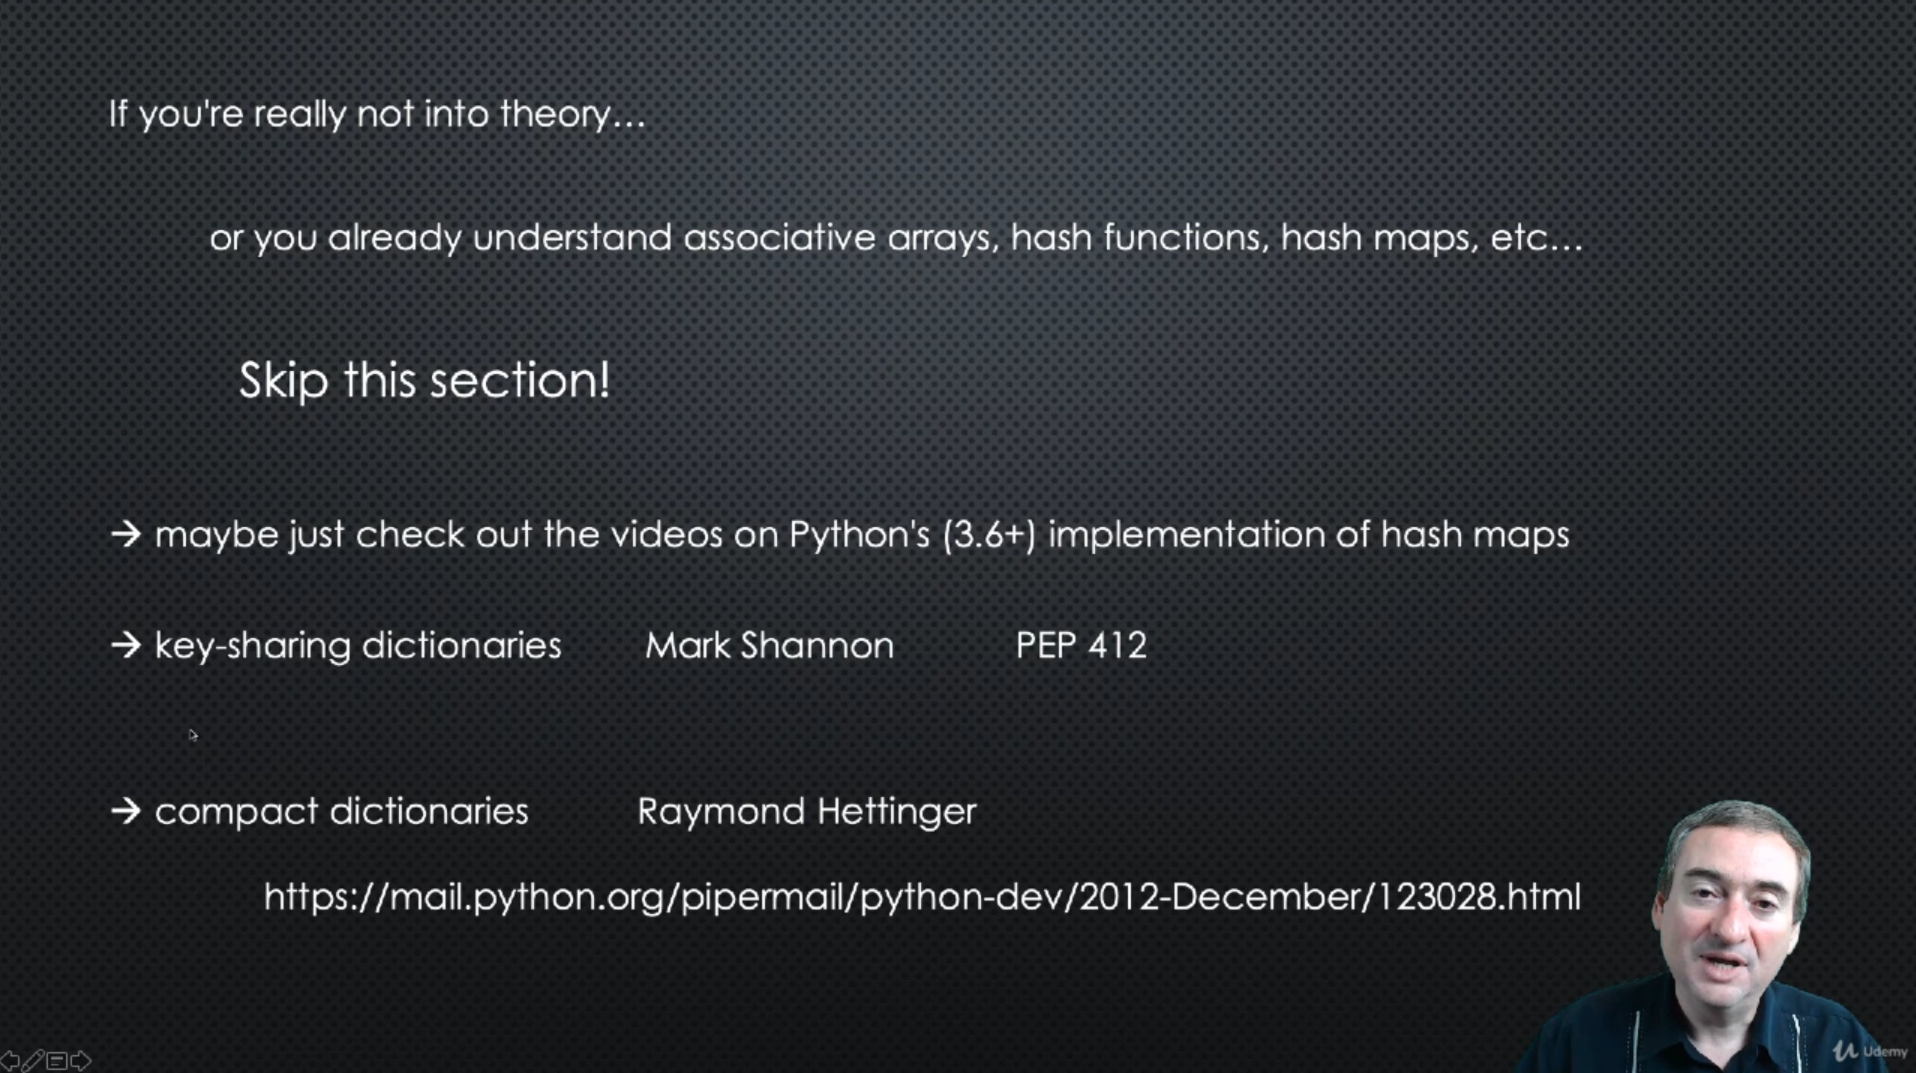 If you're really not into theory...
or you already understand associative arrays, hash functions, hash maps, etc...
Skip this section!
→ maybe just check out the videos on Python's (3.6+) implementation of hash maps
→ key-sharing dictionaries Mark Shannon PEP 412
→ compact dictionaries Raymond Hettinger
https://mail.python.org/pipermail/python-dev/2012-December/123028.html
Udemy